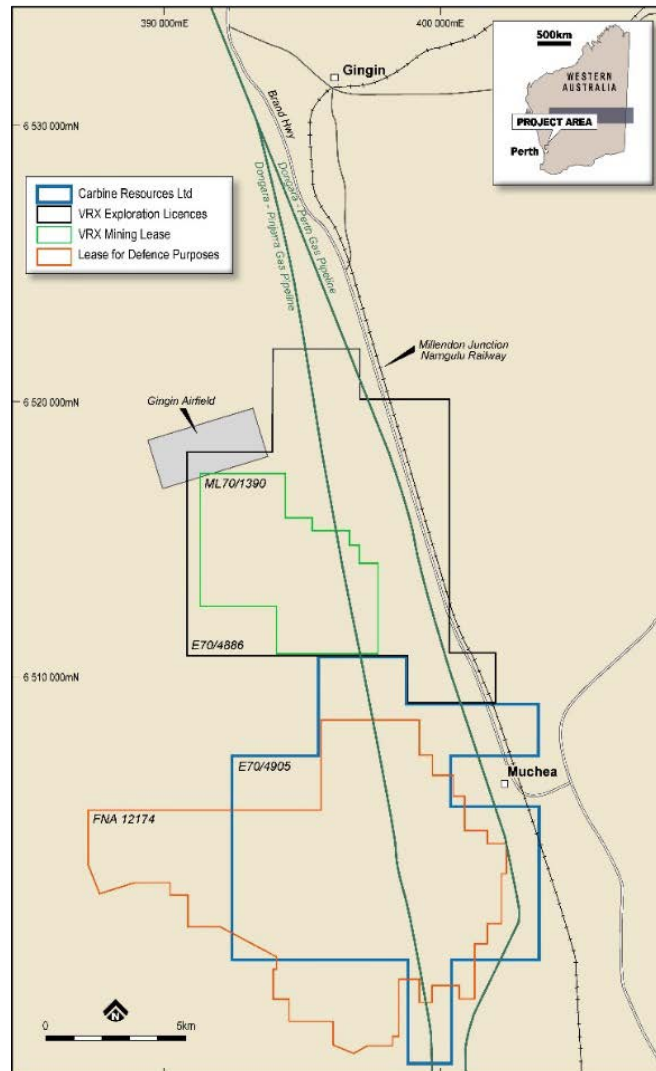 390 000mE
400 000mE
500km
WESTERN
AUSTRALIA
PROJECT AREA
Perth
Gingin
6 530 000mN
Brand Hwy
Carbine Resources Ltd
VRX Exploration Licences
VRX Mining Lease
Lease for Defence Purposes
Dongara - Pinjarra Gas Pipeline
Dongara - Perth Gas Pipeline
Millendon Junction
Narngulu Railway
6 520 000mN
Gingin Airfield
ML70/1390
E70/4886
6 510 000mN
E70/4905
Muchea
FNA 12174
N
0
5km